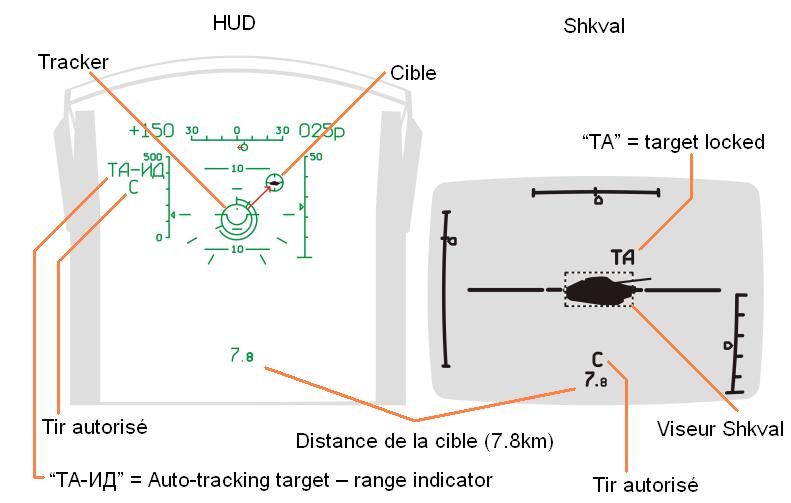 HUD
Shkval
Tracker
Cible
+150 30 0 30 025р
"TA" = target locked
500 50
ТА-ИД 10
С
TA
0
10
7.8
С
7.8
Tir autorisé
Distance de la cible (7.8km)
Viseur Shkval
"ТА-ИД" = Auto-tracking target – range indicator
Tir autorisé